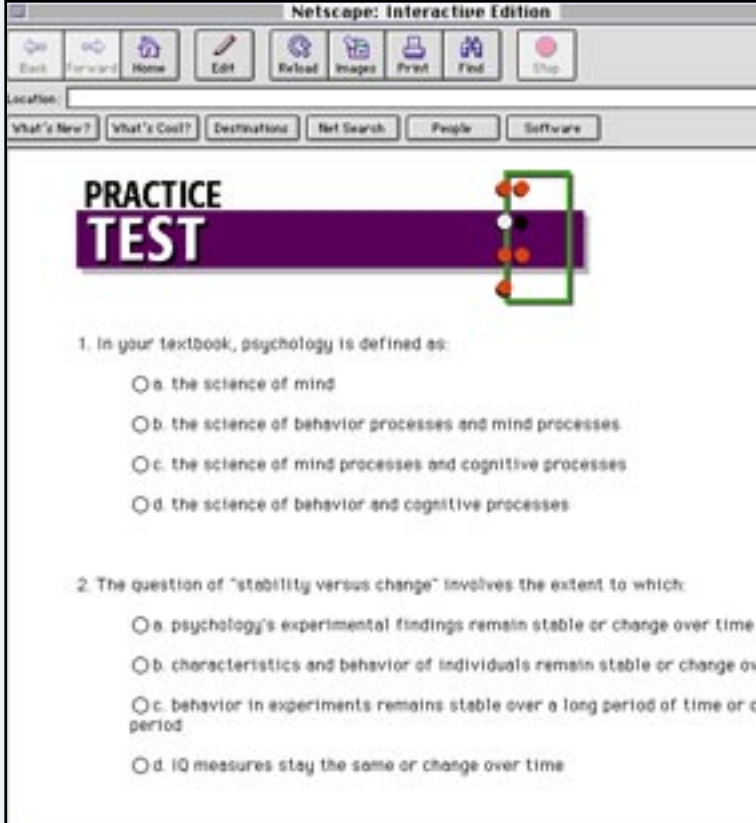 Netscape: Interactive Edition
Back Forward Home Edit Reload Images Print Find Stop
Location:
What's New? What's Cool? Destinations Net Search People Software
PRACTICE
TEST
1. In your textbook, psychology is defined as:
a. the science of mind
b. the science of behavior processes and mind processes
c. the science of mind processes and cognitive processes
d. the science of behavior and cognitive processes
2. The question of "stability versus change" involves the extent to which:
a. psychology's experimental findings remain stable or change over time
b. characteristics and behavior of individuals remain stable or change
c. behavior in experiments remains stable over a long period of time or
period
d. IQ measures stay the same or change over time